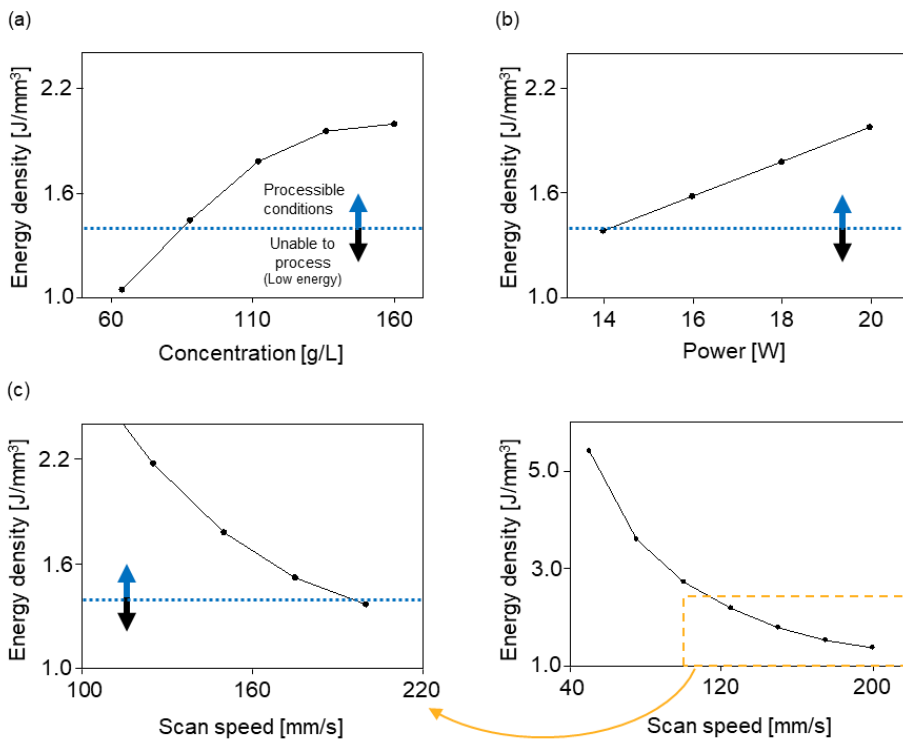 (a)
Energy density [J/mm³]
2.2
1.6
1.0
Processible
conditions
Unable to
process
(Low energy)
60
110
160
Concentration [g/L]
(b)
Energy density [J/mm³]
2.2
1.6
1.0
14
16
18
20
Power [W]
(c)
Energy density [J/mm³]
2.2
1.6
1.0
100
160
220
Scan speed [mm/s]
Energy density [J/mm³]
5.0
3.0
1.0
40
120
200
Scan speed [mm/s]